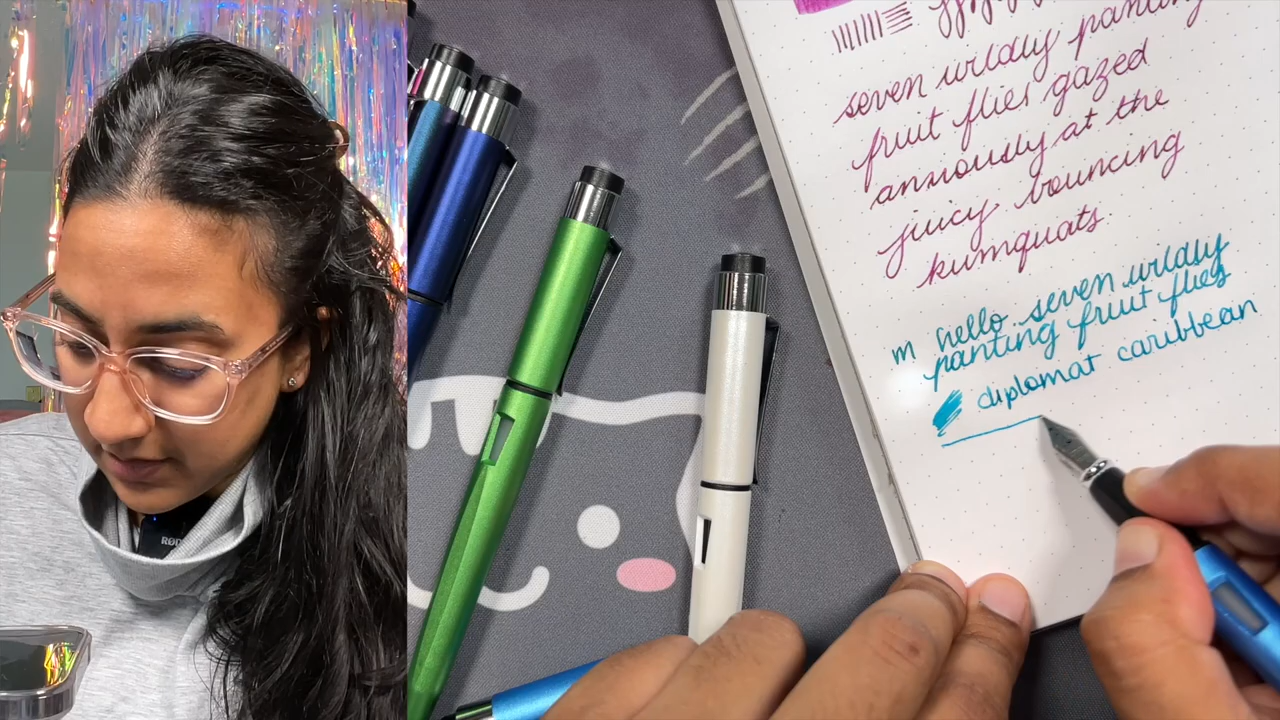 seven wildly panting
fruit flies gazed
anxiously at the
juicy bouncing
kumquats.
m hello seven wildly
panting fruit flies
diplomat caribbean